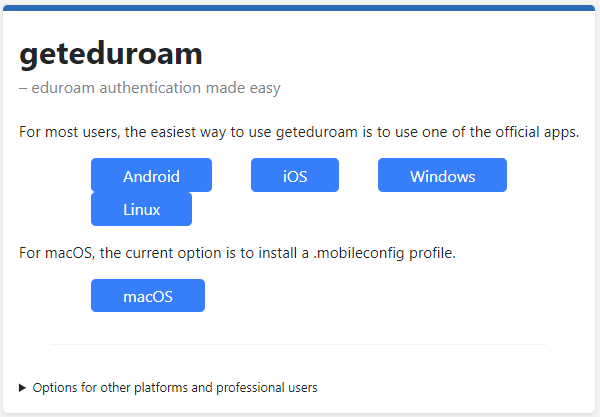 geteduroam
– eduroam authentication made easy
For most users, the easiest way to use geteduroam is to use one of the official apps.
Android iOS Windows
Linux
For macOS, the current option is to install a .mobileconfig profile.
macOS
Options for other platforms and professional users